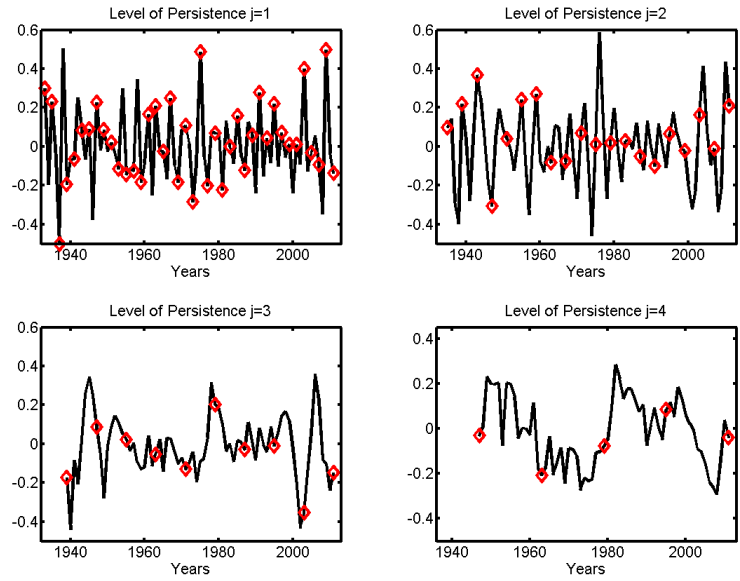 Level of Persistence j=1
0.6
0.4
0.2
0
-0.2
-0.4
1940 1960 1980 2000
Years
Level of Persistence j=2
0.6
0.4
0.2
0
-0.2
-0.4
1940 1960 1980 2000
Years
Level of Persistence j=3
0.6
0.4
0.2
0
-0.2
-0.4
1940 1960 1980 2000
Years
Level of Persistence j=4
0.4
0.2
0
-0.2
-0.4
1940 1960 1980 2000
Years